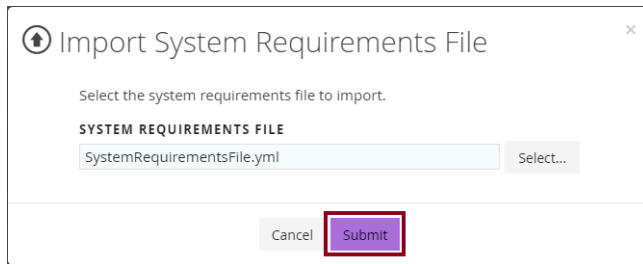 Import System Requirements File
×
Select the system requirements file to import.
SYSTEM REQUIREMENTS FILE
SystemRequirementsFile.yml Select...
Cancel Submit